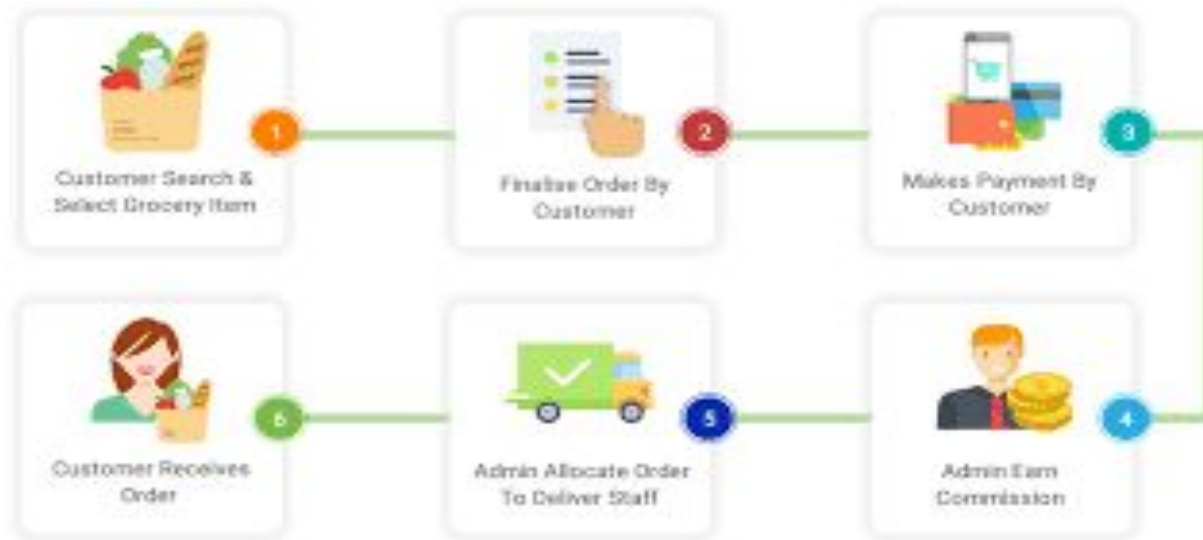 1
Customer Search &
Select Grocery Item
2
Finalise Order By
Customer
3
Makes Payment By
Customer
4
Admin Earn
Commission
5
Admin Allocate Order
To Deliver Staff
6
Customer Receives
Order